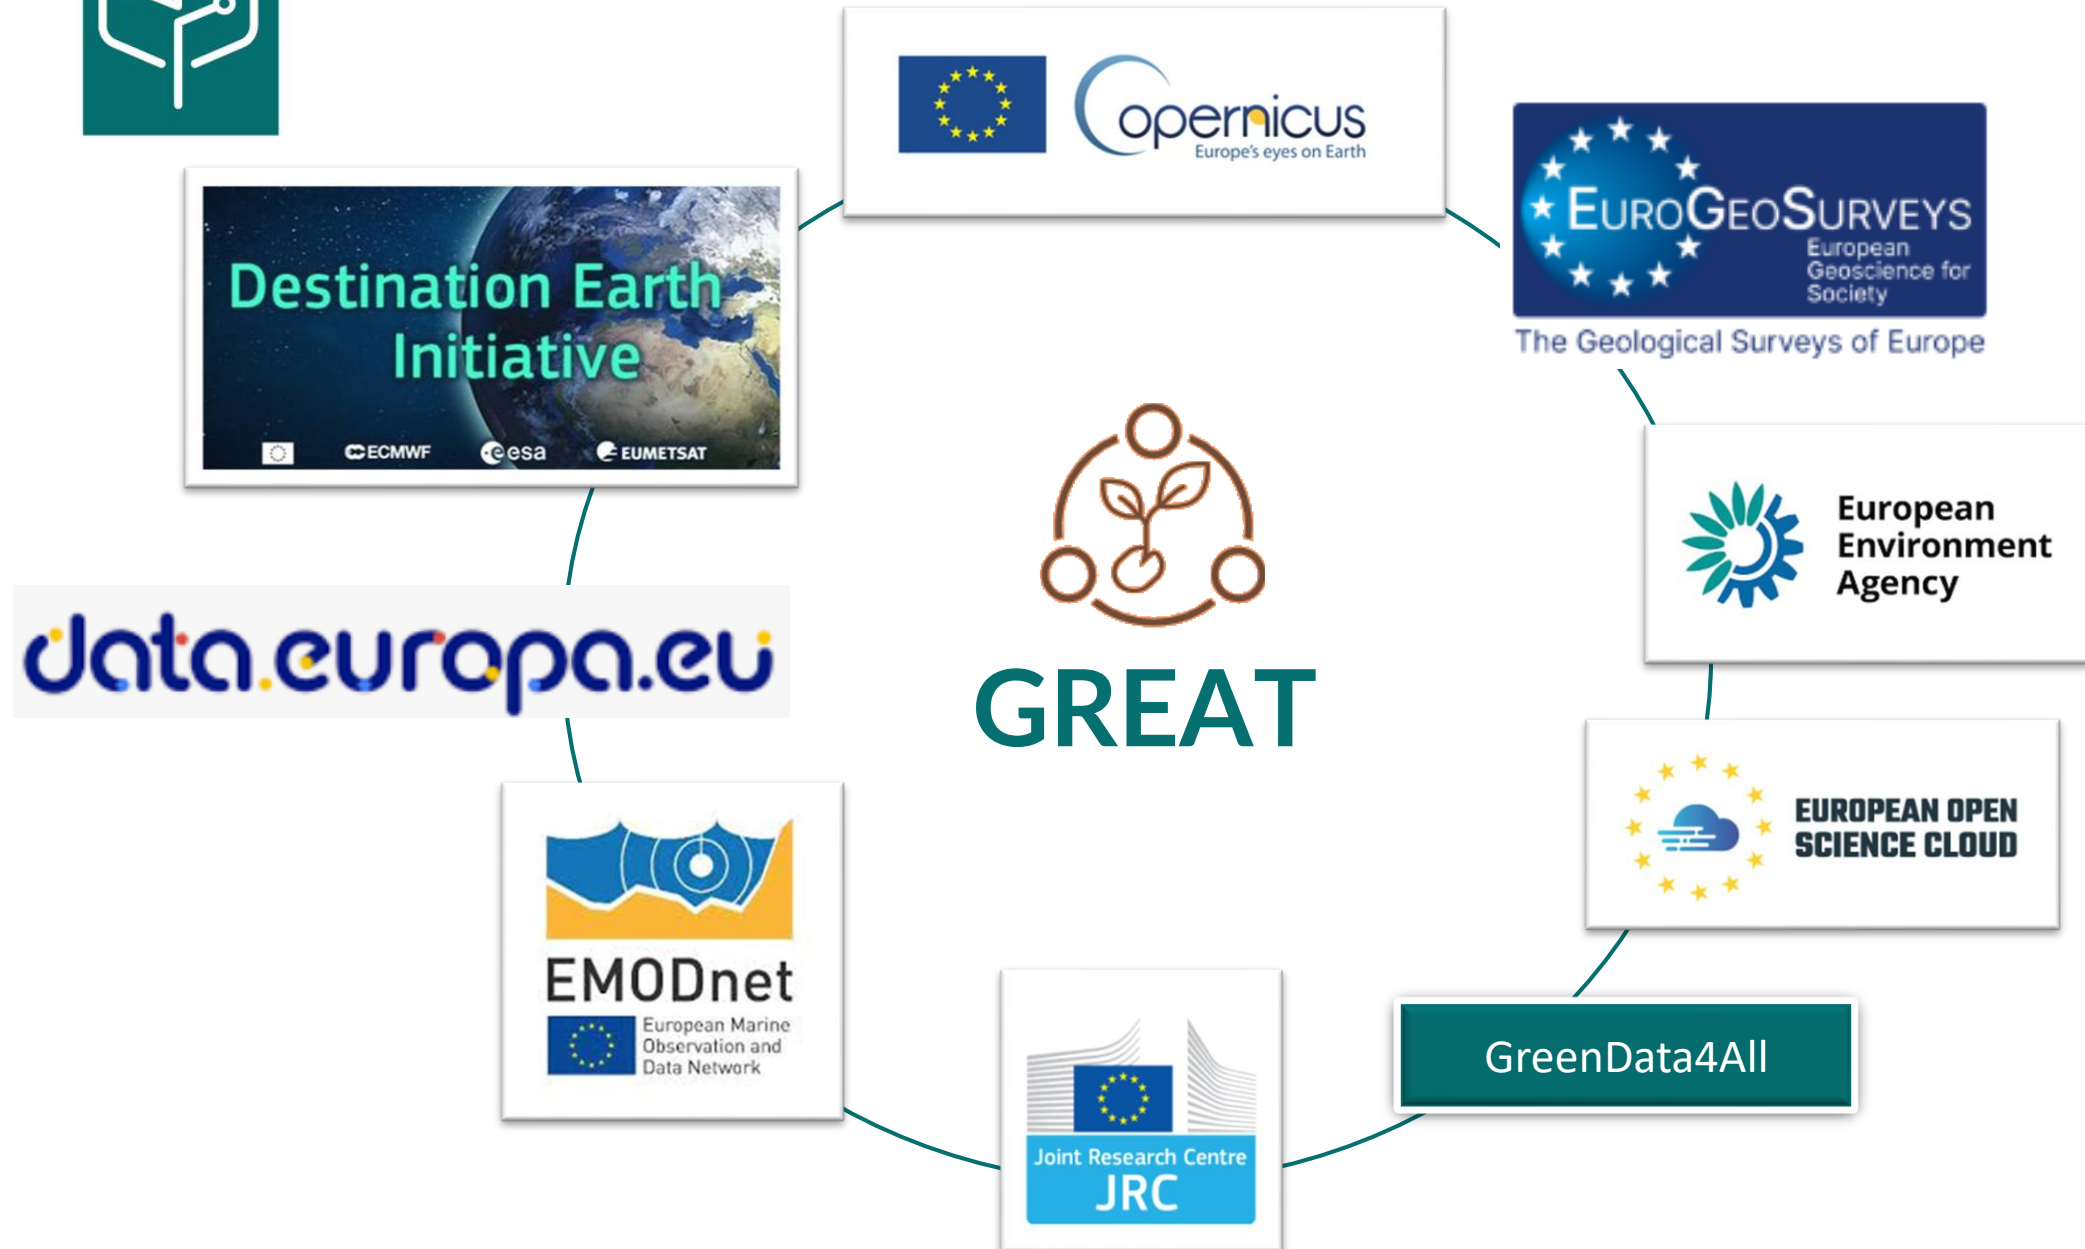 Copernicus
Europe's eyes on Earth
EUROGEOSURVEYS
European
Geoscience for
Society
The Geological Surveys of Europe
Destination Earth
Initiative
ECMWF
esa
EUMETSAT
European
Environment
Agency
GREAT
data.europa.eu
EUROPEAN OPEN
SCIENCE CLOUD
EMODnet
European Marine
Observation and
Data Network
GreenData4All
Joint Research Centre
JRC